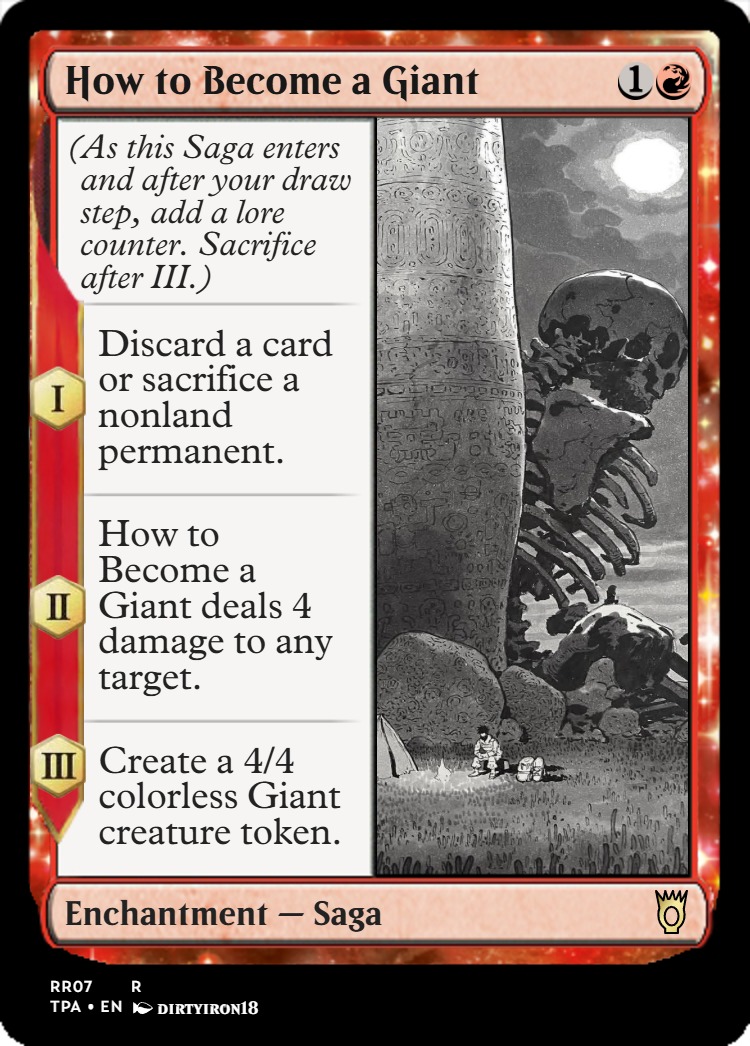 How to Become a Giant 1
(As this Saga enters
and after your draw
step, add a lore
counter. Sacrifice
after III.)
I
Discard a card
or sacrifice a
nonland
permanent.
II
How to
Become a
Giant deals 4
damage to any
target.
III
Create a 4/4
colorless Giant
creature token.
Enchantment — Saga
RR07 R
TPA • EN DIRTYIRON18